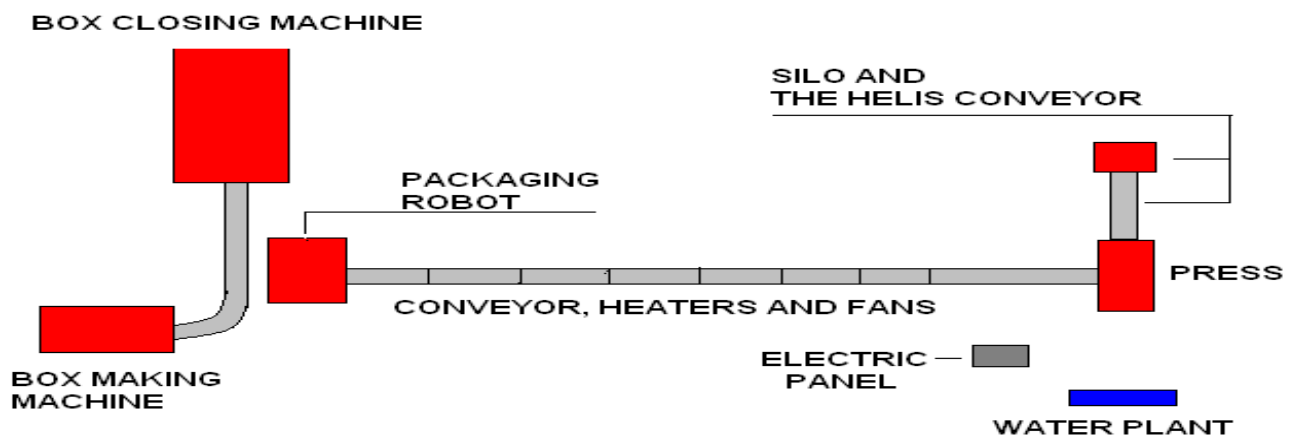 BOX CLOSING MACHINE
SILO AND
THE HELIS CONVEYOR
PACKAGING
ROBOT
PRESS
CONVEYOR, HEATERS AND FANS
ELECTRIC
PANEL
BOX MAKING
MACHINE
WATER PLANT